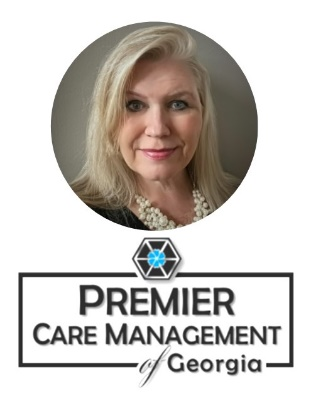 PREMIER
CARE MANAGEMENT
of Georgia